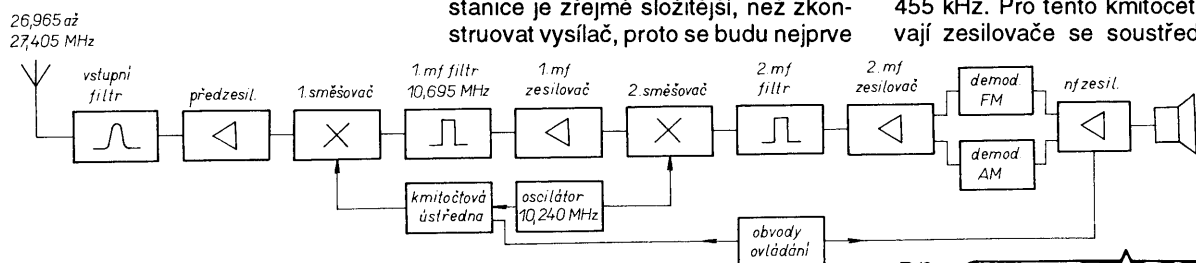 stanice je zřejmě složitější, než zkon-
struovat vysílač, proto se budu nejprve
455 kHz. Pro tento kmitočet
vají zesilovače se soustřed
26,965 až
27,405 MHz
vstupní
filtr
předzesil.
1.směšovač
1.mf filtr
10,695 MHz
1.mf
zesilovač
2.směšovač
2.mf
filtr
2.mf
zesilovač
demod.
FM
demod.
AM
nf zesil.
kmitočtová
ústředna
oscilátor
10,240 MHz
obvody
ovládání